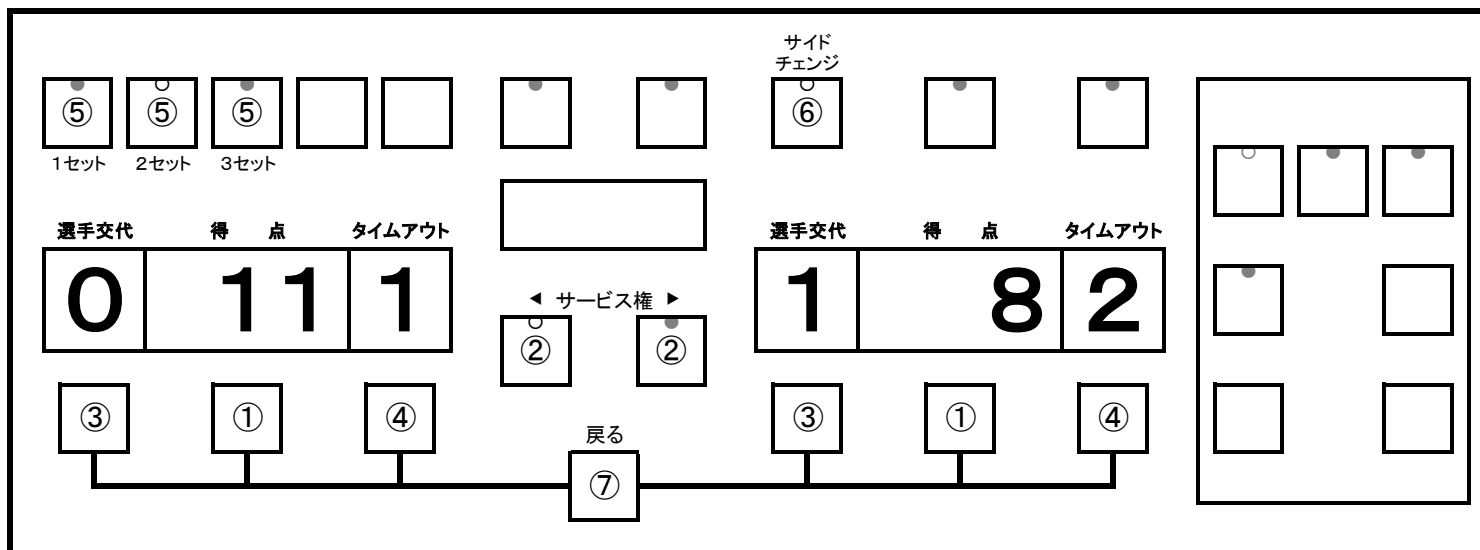 サイド
チェンジ
⑤ ⑤ ⑤ ⑥
1セット 2セット 3セット
選手交代 得 点 タイムアウト 選手交代 得 点 タイムアウト
0 11 1 1 8 2
◀ サービス権 ▶
② ②
③ ① ④ ③ ① ④
戻る
⑦